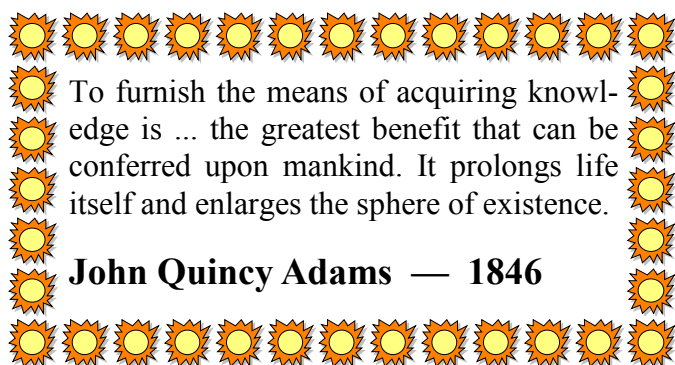 To furnish the means of acquiring knowl-
edge is ... the greatest benefit that can be
conferred upon mankind. It prolongs life
itself and enlarges the sphere of existence.
John Quincy Adams — 1846